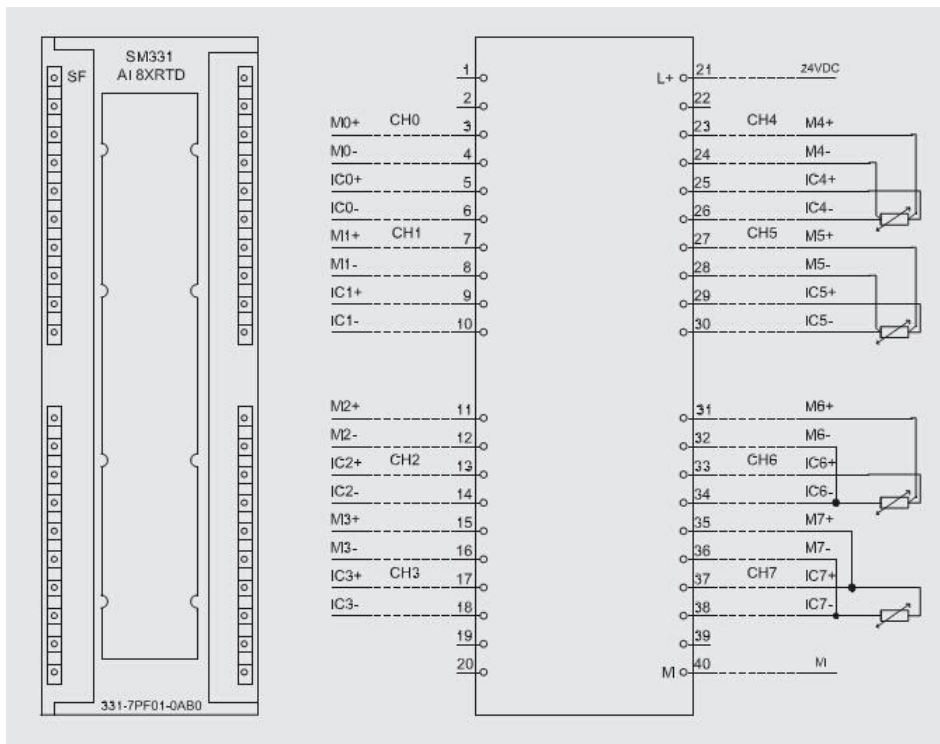 SM331
AI 8XRTD
SF
331-7PF01-0AB0
1
2
M0+ CH0 3
M0- 4
IC0+ 5
IC0- 6
M1+ CH1 7
M1- 8
IC1+ 9
IC1- 10
M2+ 11
M2- 12
IC2+ CH2 13
IC2- 14
M3+ 15
M3- 16
IC3+ CH3 17
IC3- 18
19
20
L+ 21 24VDC
22
23 CH4 M4+
24 M4-
25 IC4+
26 IC4-
27 CH5 M5+
28 M5-
29 IC5+
30 IC5-
31 M6+
32 M6-
33 CH6 IC6+
34 IC6-
35 M7+
36 M7-
37 CH7 IC7+
38 IC7-
39
M 40 M